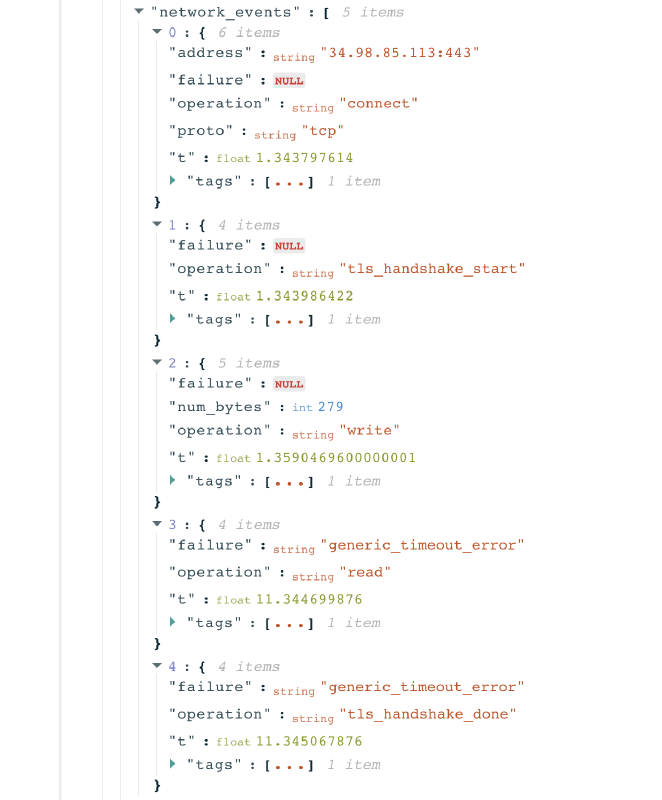 "network_events" : [ 5 items
0 : { 6 items
"address" : string "34.98.85.113:443"
"failure" : NULL
"operation" : string "connect"
"proto" : string "tcp"
"t" : float 1.343797614
"tags" : [...] 1 item
}
1 : { 4 items
"failure" : NULL
"operation" : string "tls_handshake_start"
"t" : float 1.343986422
"tags" : [...] 1 item
}
2 : { 5 items
"failure" : NULL
"num_bytes" : int 279
"operation" : string "write"
"t" : float 1.3590469600000001
"tags" : [...] 1 item
}
3 : { 4 items
"failure" : string "generic_timeout_error"
"operation" : string "read"
"t" : float 11.344699876
"tags" : [...] 1 item
}
4 : { 4 items
"failure" : string "generic_timeout_error"
"operation" : string "tls_handshake_done"
"t" : float 11.345067876
"tags" : [...] 1 item
}